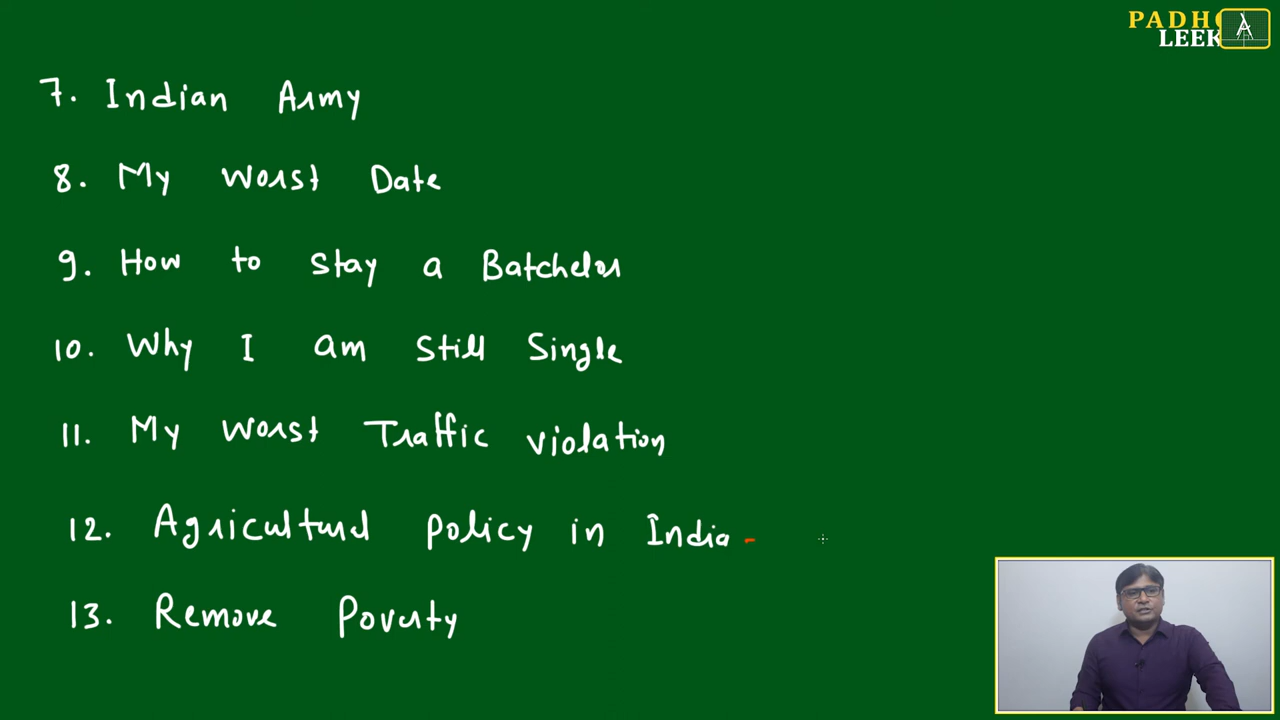 PADHO
LEEK
7. Indian Army
8. My worst Date
9. How to stay a Batchelor
10. Why I am still Single
11. My worst Traffic violation
12. Agricultural policy in India -
13. Remove Poverty